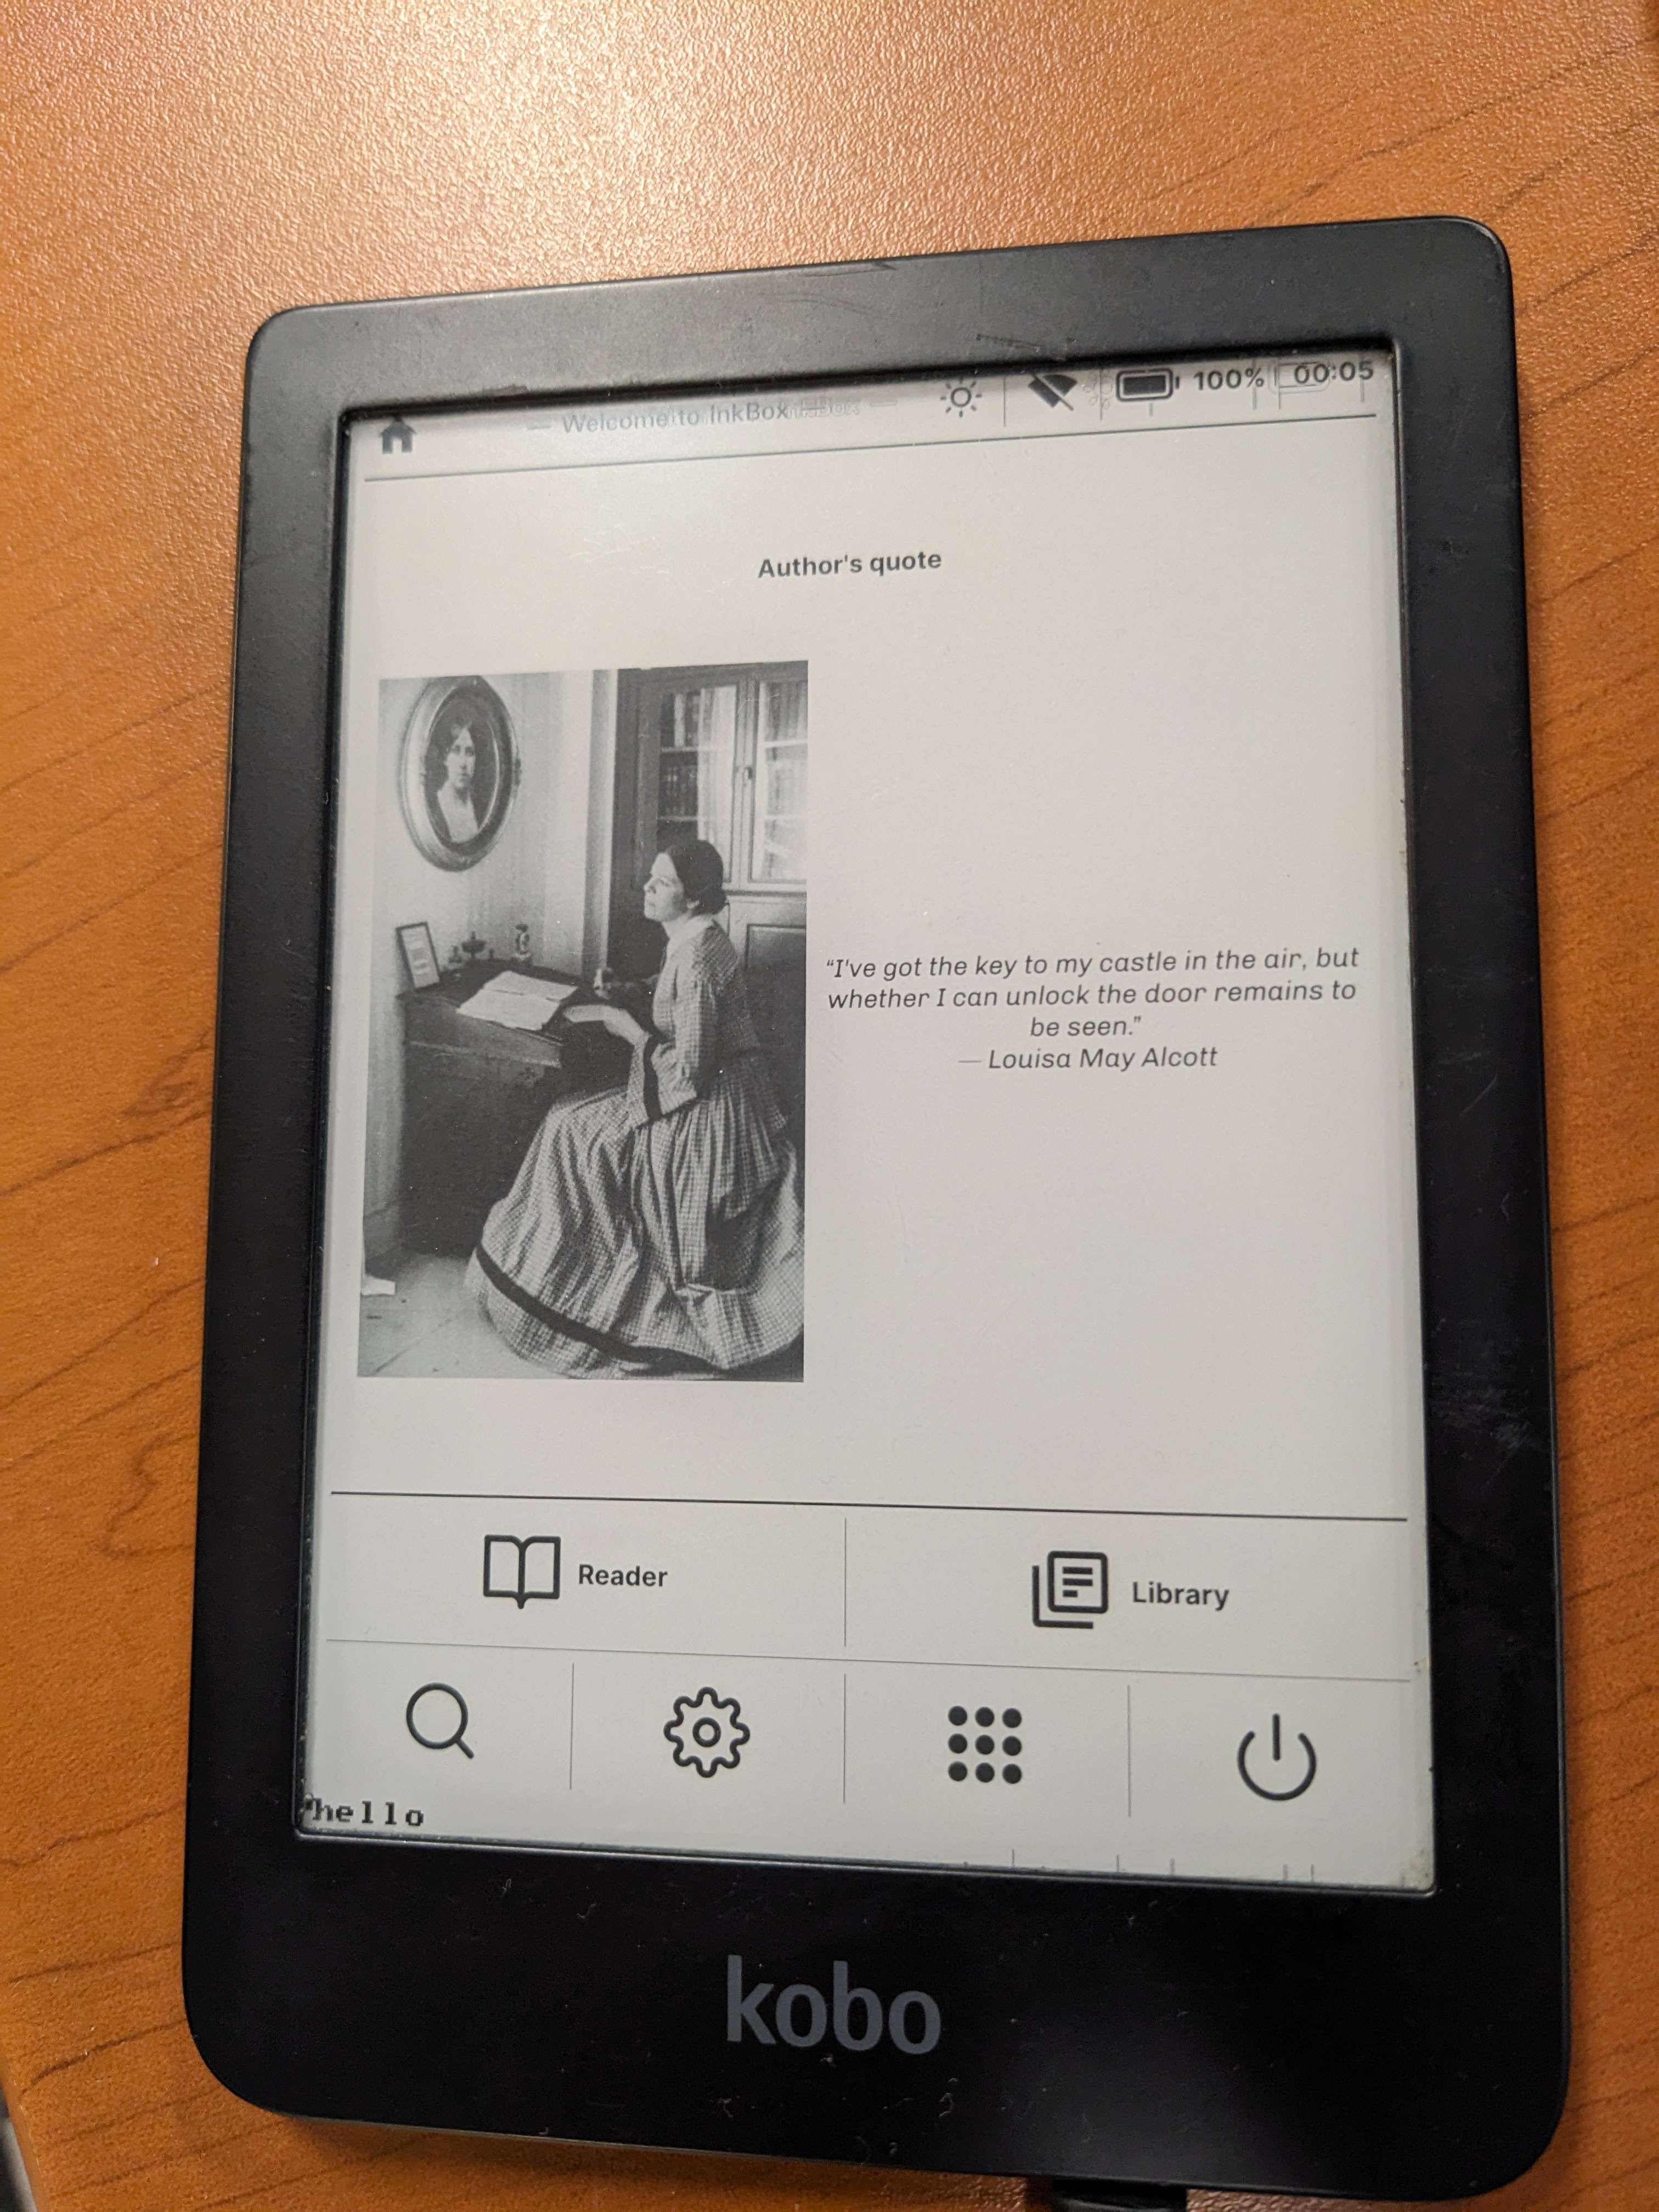 Welcome to InkBox
100%
00:05
Author's quote
“I've got the key to my castle in the air, but
whether I can unlock the door remains to
be seen.”
— Louisa May Alcott
Reader
Library
hello
kobo